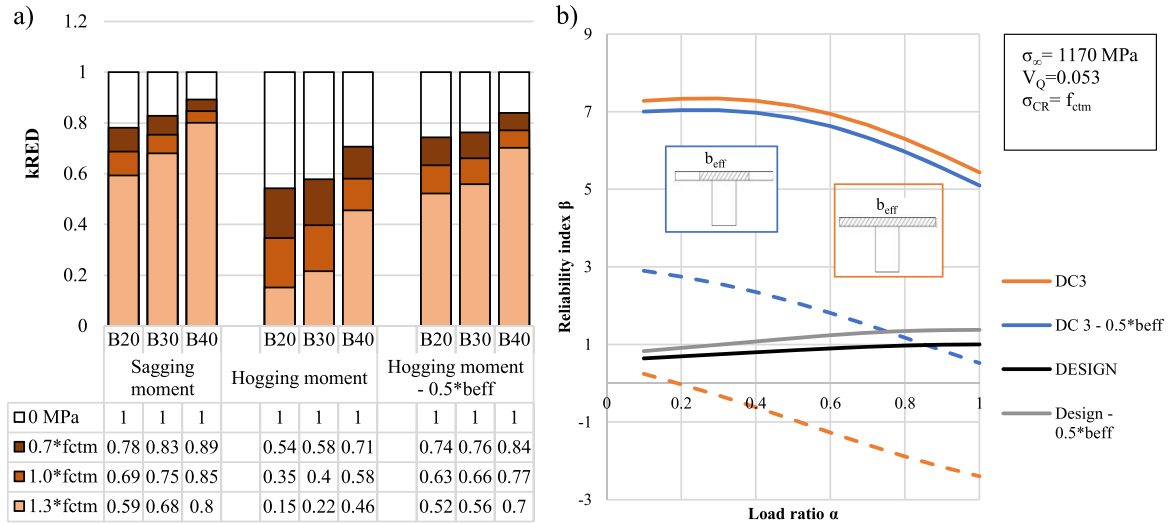 a)
1.2
1
0.8
0.6
0.4
0.2
0
kRED
B20 B30 B40 B20 B30 B40 B20 B30 B40
Sagging moment
Hogging moment
Hogging moment - 0.5*beff
0 MPa 1 1 1 1 1 1 1 1 1
0.7*fctm 0.78 0.83 0.89 0.54 0.58 0.71 0.74 0.76 0.84
1.0*fctm 0.69 0.75 0.85 0.35 0.4 0.58 0.63 0.66 0.77
1.3*fctm 0.59 0.68 0.8 0.15 0.22 0.46 0.52 0.56 0.7
b)
9
7
5
3
1
-1
-3
Reliability index β
0 0.2 0.4 0.6 0.8 1
Load ratio α
beff
beff
σ∞= 1170 MPa
VQ=0.053
σCR= fctm
DC3
DC 3 - 0.5*beff
DESIGN
Design -
0.5*beff